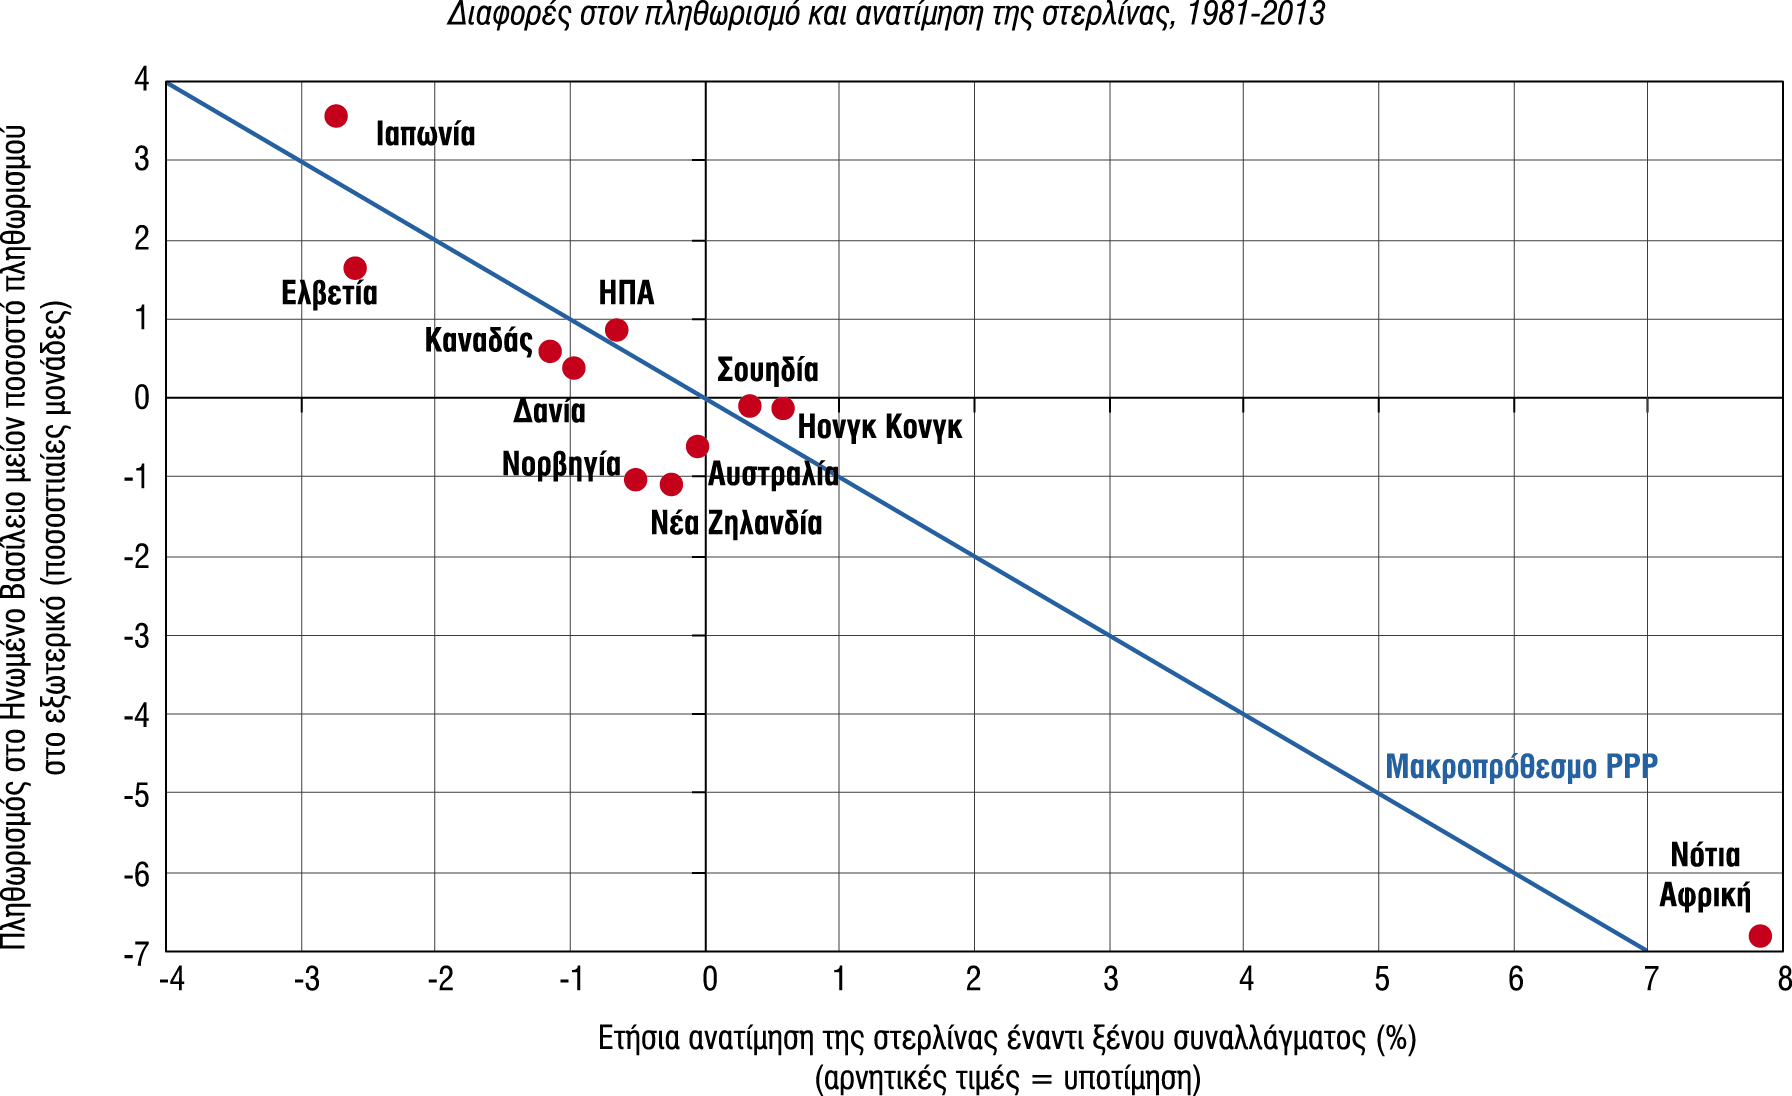 Διαφορές στον πληθωρισμό και ανατίμηση της στερλίνας, 1981-2013
Πληθωρισμός στο Ηνωμένο Βασίλειο μείον ποσοστό πληθωρισμού
στο εξωτερικό (ποσοστιαίες μονάδες)
4
3
2
1
0
-1
-2
-3
-4
-5
-6
-7
Ιαπωνία
Ελβετία
ΗΠΑ
Καναδάς
Δανία
Σουηδία
Χονγκ Κονγκ
Νορβηγία
Αυστραλία
Νέα Ζηλανδία
Μακροπρόθεσμο PPP
Νότια
Αφρική
-4 -3 -2 -1 0 1 2 3 4 5 6 7 8
Ετήσια ανατίμηση της στερλίνας έναντι ξένου συναλλάγματος (%)
(αρνητικές τιμές = υποτίμηση)